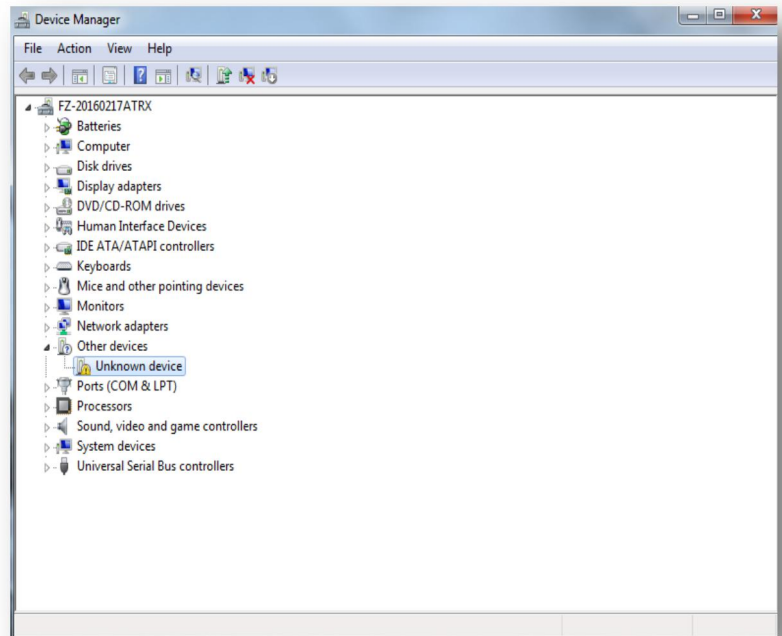 Device Manager
File Action View Help
FZ-20160217ATRX
Batteries
Computer
Disk drives
Display adapters
DVD/CD-ROM drives
Human Interface Devices
IDE ATA/ATAPI controllers
Keyboards
Mice and other pointing devices
Monitors
Network adapters
Other devices
Unknown device
Ports (COM & LPT)
Processors
Sound, video and game controllers
System devices
Universal Serial Bus controllers